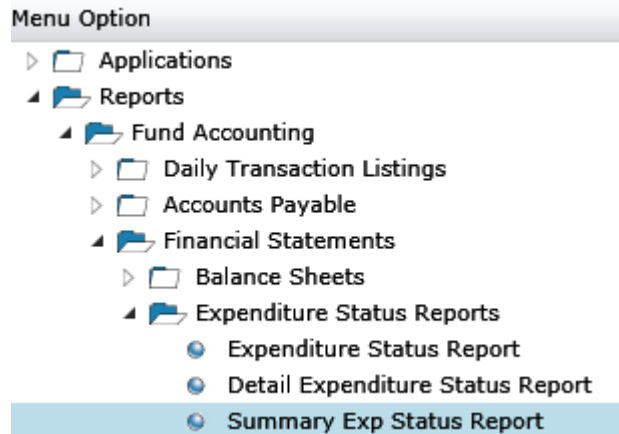 Menu Option
Applications
Reports
Fund Accounting
Daily Transaction Listings
Accounts Payable
Financial Statements
Balance Sheets
Expenditure Status Reports
Expenditure Status Report
Detail Expenditure Status Report
Summary Exp Status Report